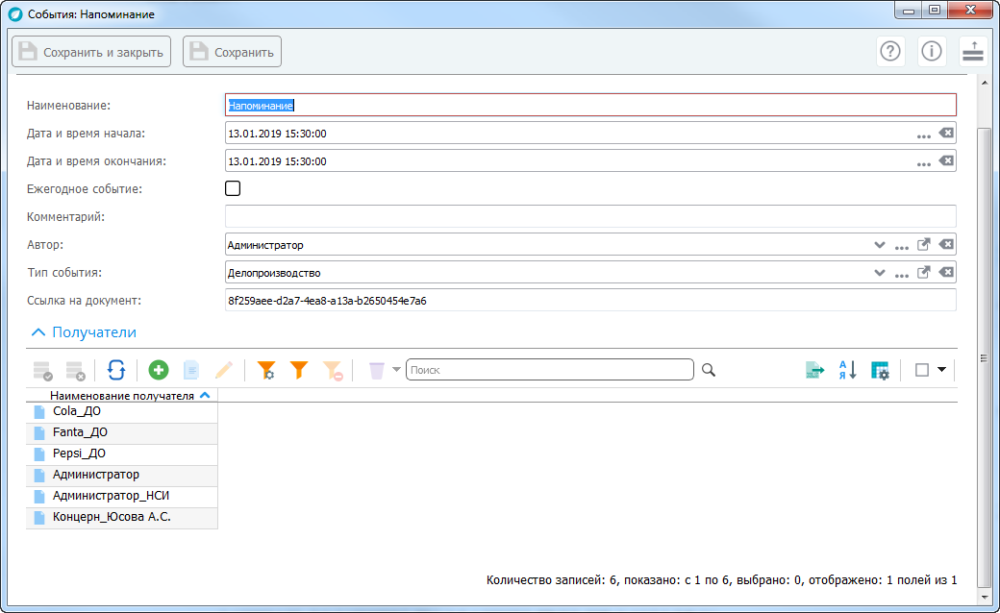 События: Напоминание
Сохранить и закрыть Сохранить
Наименование: Напоминание
Дата и время начала: 13.01.2019 15:30:00
Дата и время окончания: 13.01.2019 15:30:00
Ежегодное событие:
Комментарий:
Автор: Администратор
Тип события: Делопроизводство
Ссылка на документ: 8f259aee-d2a7-4ea8-a13a-b2650454e7a6
Получатели
Поиск
А
Я
Наименование получателя
Cola_ДО
Fanta_ДО
Pepsi_ДО
Администратор
Администратор_НСИ
Концерн_Юсова А.С.
Количество записей: 6, показано: с 1 по 6, выбрано: 0, отображено: 1 полей из 1